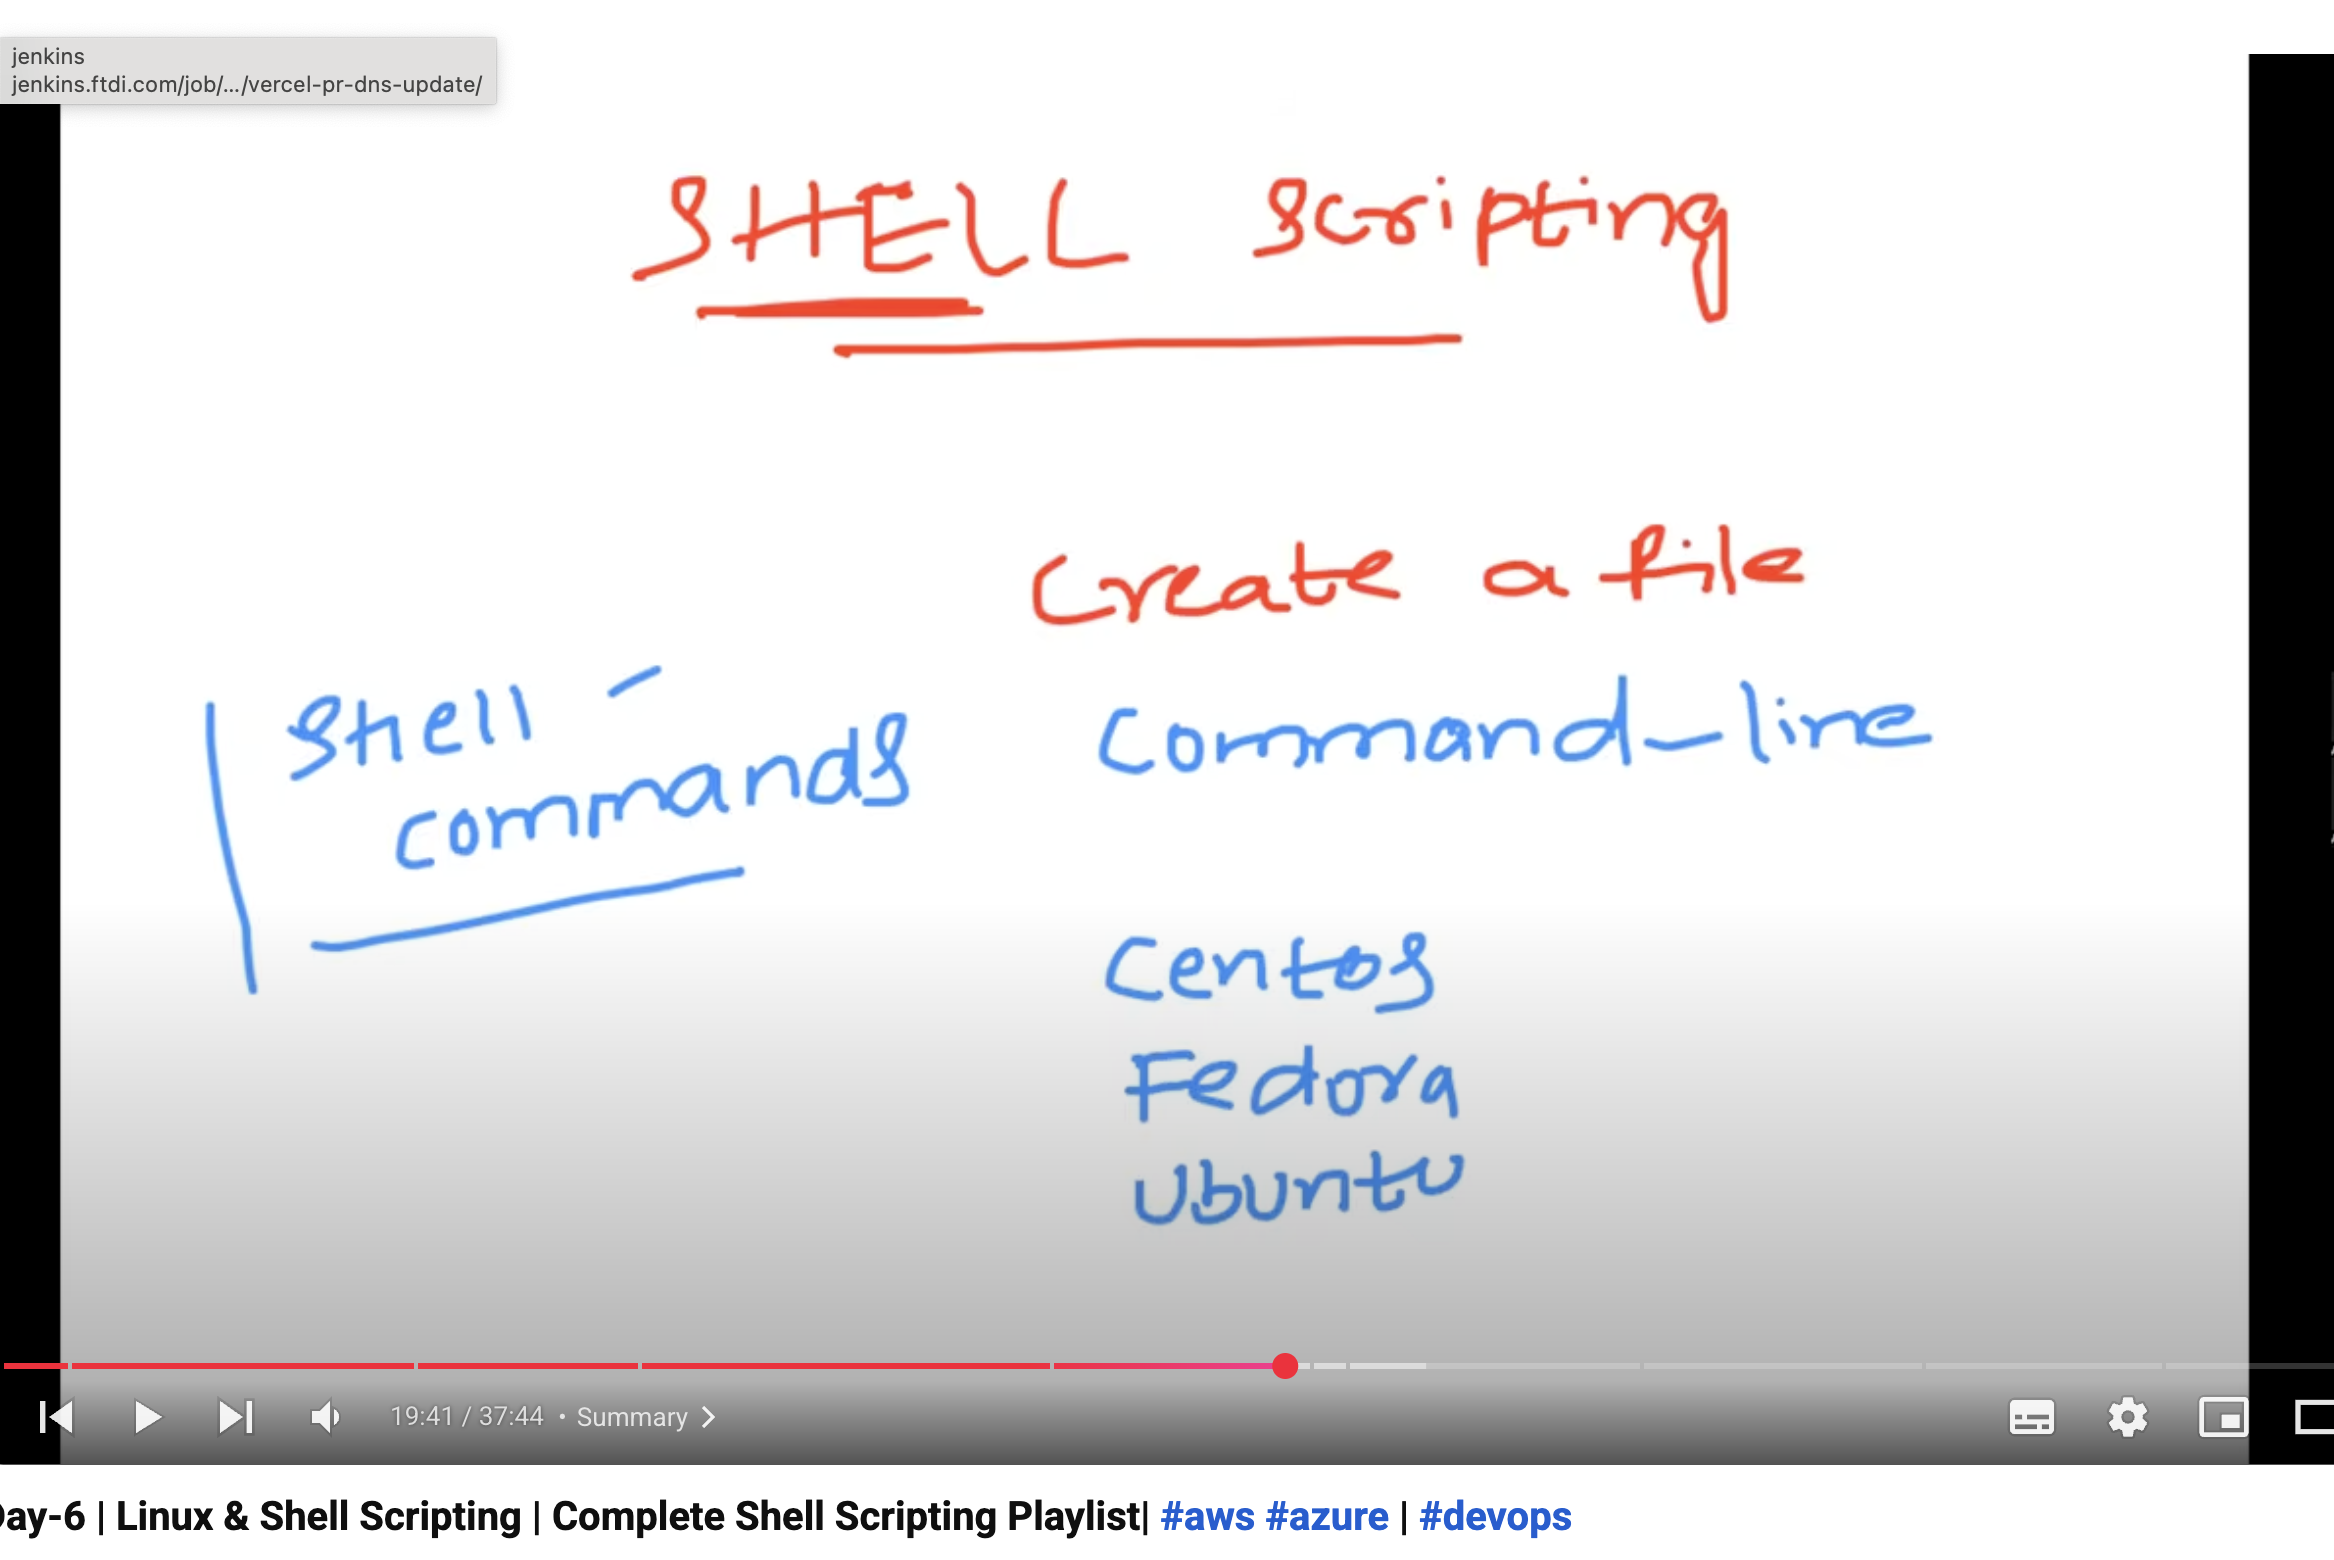 jenkins
jenkins.ftdi.com/job/.../vercel-pr-dns-update/
SHELL Scripting
Create a file
Shell -
commands
Command-line
Centos
Fedora
Ubuntu
19:41 / 37:44 • Summary
Day-6 | Linux & Shell Scripting | Complete Shell Scripting Playlist| #aws #azure | #devops